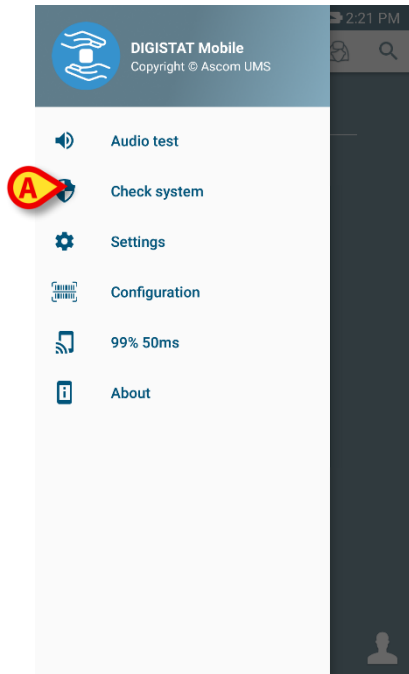 2:21 PM
DIGISTAT Mobile
Copyright © Ascom UMS
Audio test
A
Check system
Settings
Configuration
99% 50ms
About